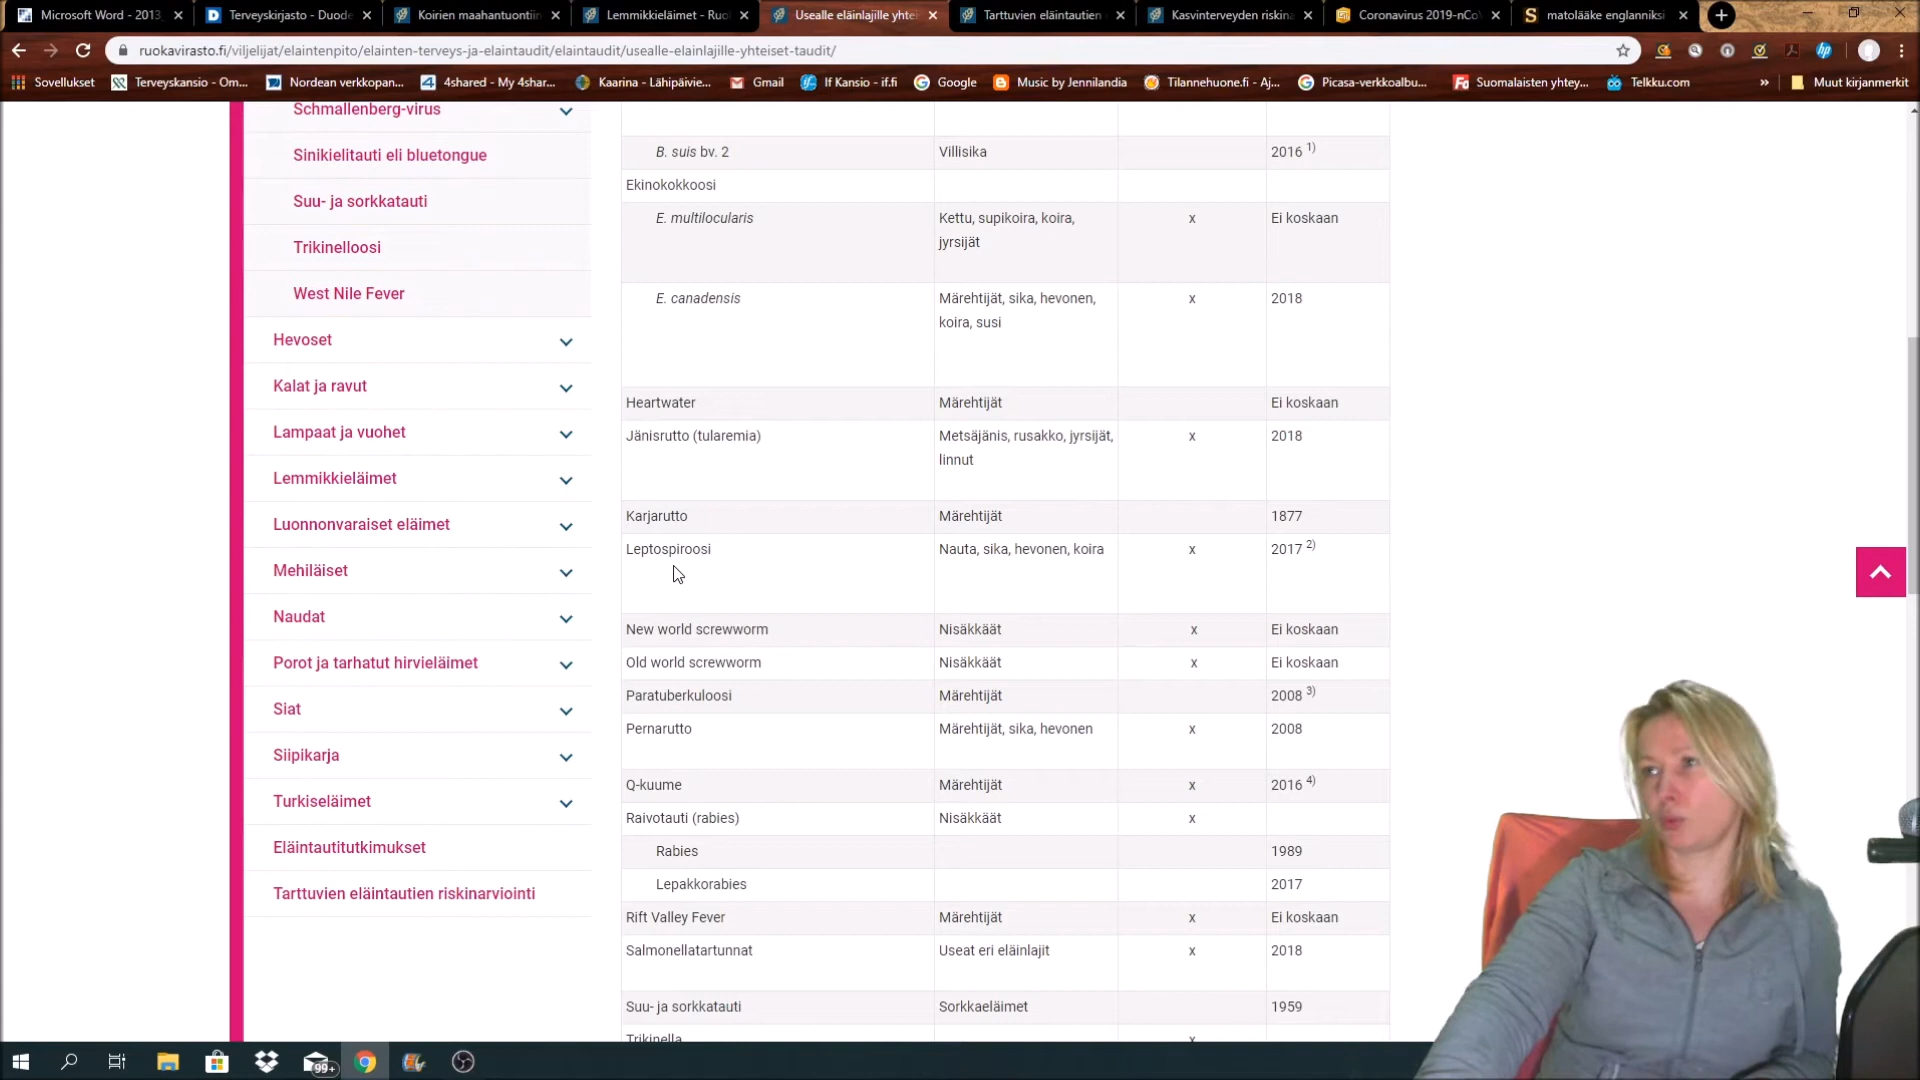 Microsoft Word - 2013
Terveyskirjasto - Duode
Koirien maahantuontiin
Lemmikkieläimet - Ruo
Usealle eläinlajille yhte
Tarttuvien eläintautien
Kasvinterveyden riskin
Coronavirus 2019-nCo
matolääke englanniksi
ruokavirasto.fi/viljelijat/elaintenpito/elainten-terveys-ja-elaintaudit/elaintaudit/usealle-elainlajille-yhteiset-taudit/
Sovellukset
Terveyskansio - Om...
Nordean verkkopan...
4shared - My 4shar...
Kaarina - Lähipäivie...
Gmail
If Kansio - if.fi
Google
Music by Jennilandia
Tilannehuone.fi - Aj...
Picasa-verkkoalbu...
Suomalaisten yhtey...
Telkku.com
»
Muut kirjanmerkit
Schmallenberg-virus
Sinikielitauti eli bluetongue
Suu- ja sorkkatauti
Trikinelloosi
West Nile Fever
Hevoset
Kalat ja ravut
Lampaat ja vuohet
Lemmikkieläimet
Luonnonvaraiset eläimet
Mehiläiset
Naudat
Porot ja tarhatut hirvieläimet
Siat
Siipikarja
Turkiseläimet
Eläintautitutkimukset
Tarttuvien eläintautien riskinarviointi
B. suis bv. 2 Villisika 2016 1)
Ekinokokkoosi
E. multilocularis Kettu, supikoira, koira, x Ei koskaan
jyrsijät
E. canadensis Märehtijät, sika, hevonen, x 2018
koira, susi
Heartwater Märehtijät Ei koskaan
Jänisrutto (tularemia) Metsäjänis, rusakko, jyrsijät, x 2018
linnut
Karjarutto Märehtijät 1877
Leptospiroosi Nauta, sika, hevonen, koira x 2017 2)
New world screwworm Nisäkkäät x Ei koskaan
Old world screwworm Nisäkkäät x Ei koskaan
Paratuberkuloosi Märehtijät 2008 3)
Pernarutto Märehtijät, sika, hevonen x 2008
Q-kuume Märehtijät x 2016 4)
Raivotauti (rabies) Nisäkkäät x
Rabies 1989
Lepakkorabies 2017
Rift Valley Fever Märehtijät x Ei koskaan
Salmonellatartunnat Useat eri eläinlajit x 2018
Suu- ja sorkkatauti Sorkkaeläimet 1959
Trikinella x
99+